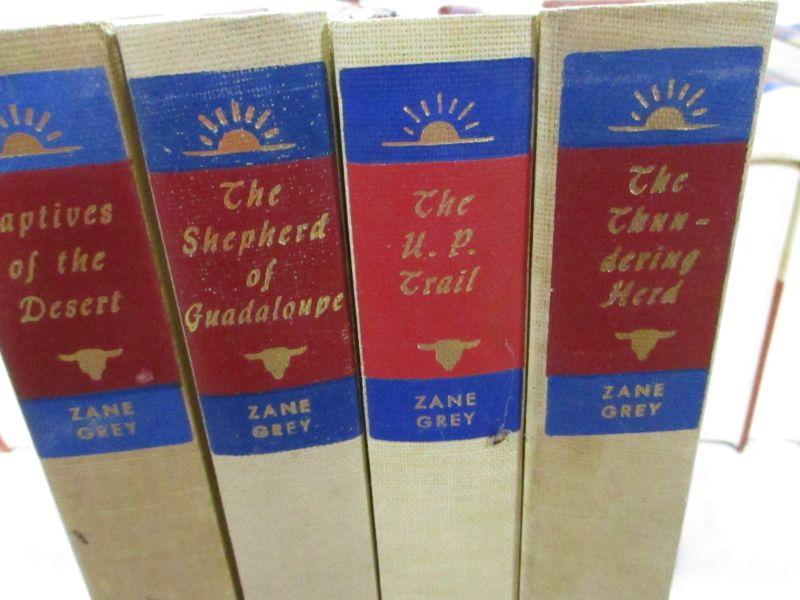 aptives
of the
Desert
ZANE
GREY
The
Shepherd
of
Guadaloupe
ZANE
GREY
The
U. P.
Trail
ZANE
GREY
The
Thun-
dering
Herd
ZANE
GREY